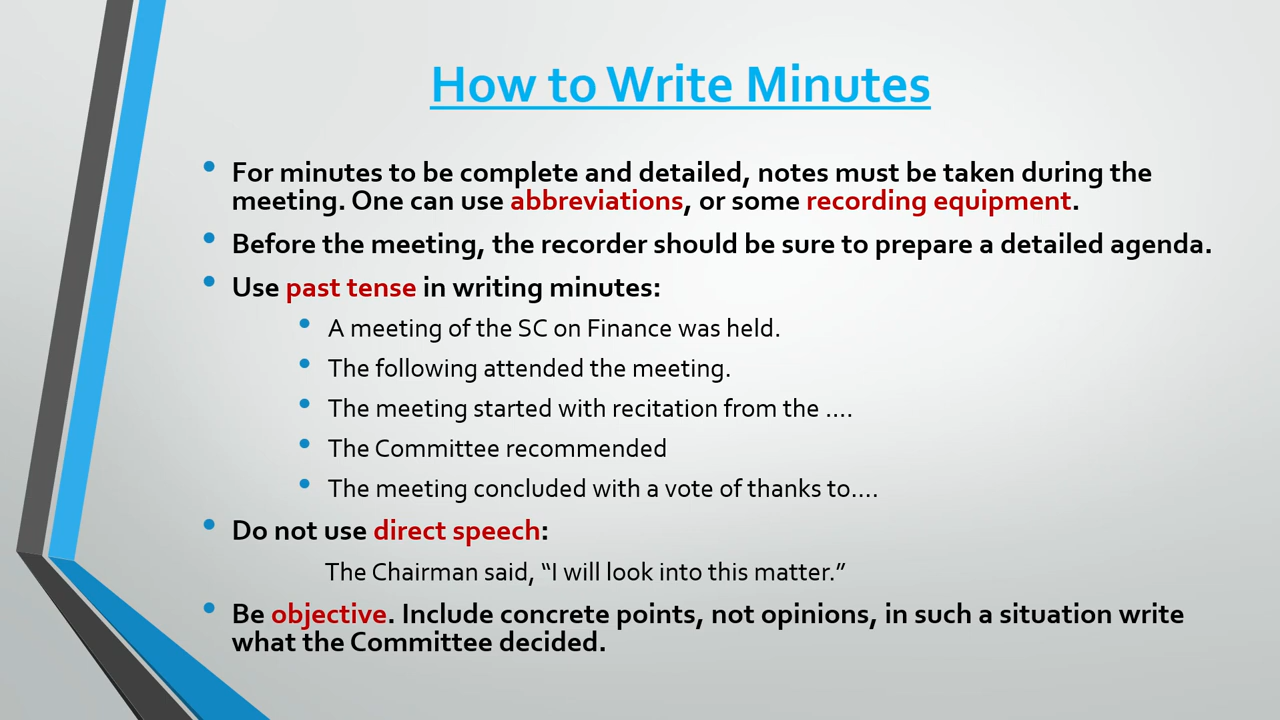 How to Write Minutes
• For minutes to be complete and detailed, notes must be taken during the
meeting. One can use abbreviations, or some recording equipment.
• Before the meeting, the recorder should be sure to prepare a detailed agenda.
• Use past tense in writing minutes:
• A meeting of the SC on Finance was held.
• The following attended the meeting.
• The meeting started with recitation from the ....
• The Committee recommended
• The meeting concluded with a vote of thanks to....
• Do not use direct speech:
The Chairman said, “I will look into this matter.”
• Be objective. Include concrete points, not opinions, in such a situation write
what the Committee decided.